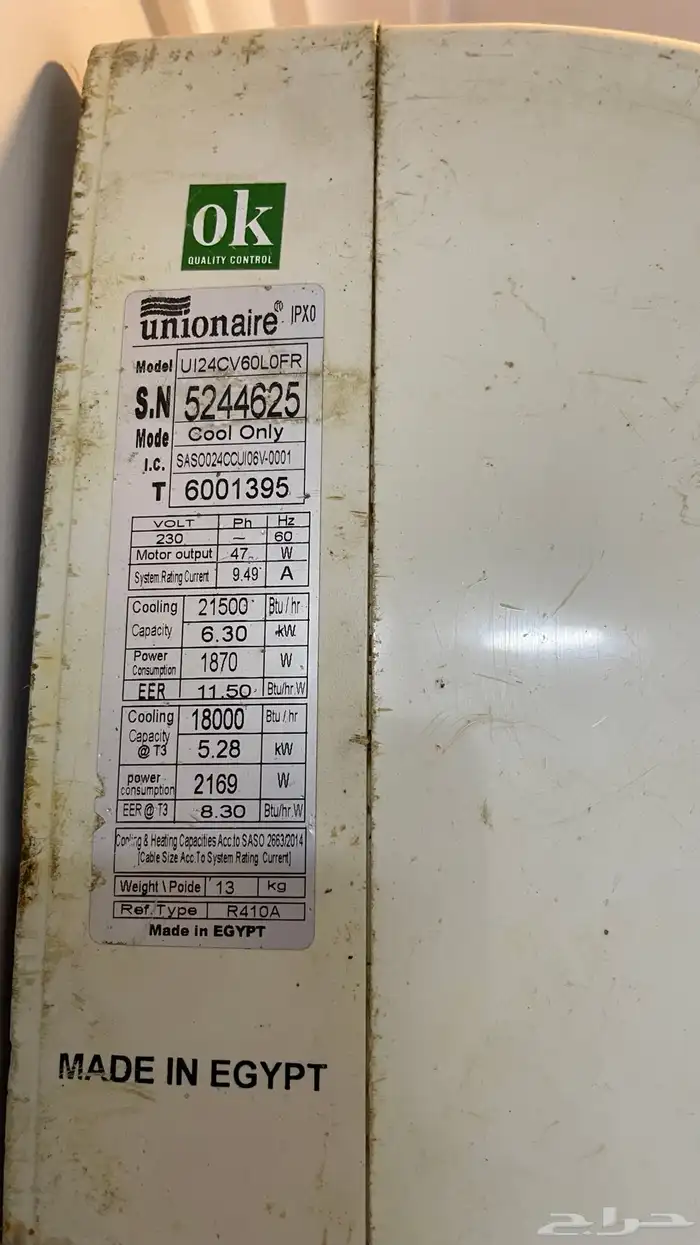 ok
QUALITY CONTROL
unionaire® IPX0
Model UI24CV60L0FR
S.N 5244625
Mode Cool Only
I.C. SASO024CCUI06V-0001
T 6001395
VOLT Ph Hz
230 ~ 60
Motor output 47 W
System Rating Current 9.49 A
Cooling Capacity 21500 Btu / hr
6.30 kW
Power Consumption 1870 W
EER 11.50 Btu/hr.W
Cooling Capacity @ T3 18000 Btu / hr
5.28 kW
power consumption 2169 W
EER @ T3 8.30 Btu/hr.W
Cooling & Heating Capacities Acc.to SASO 2663/2014
[Cable Size Acc.To System Rating Current]
Weight \ Poide 13 kg
Ref.Type R410A
Made in EGYPT
MADE IN EGYPT
حراج